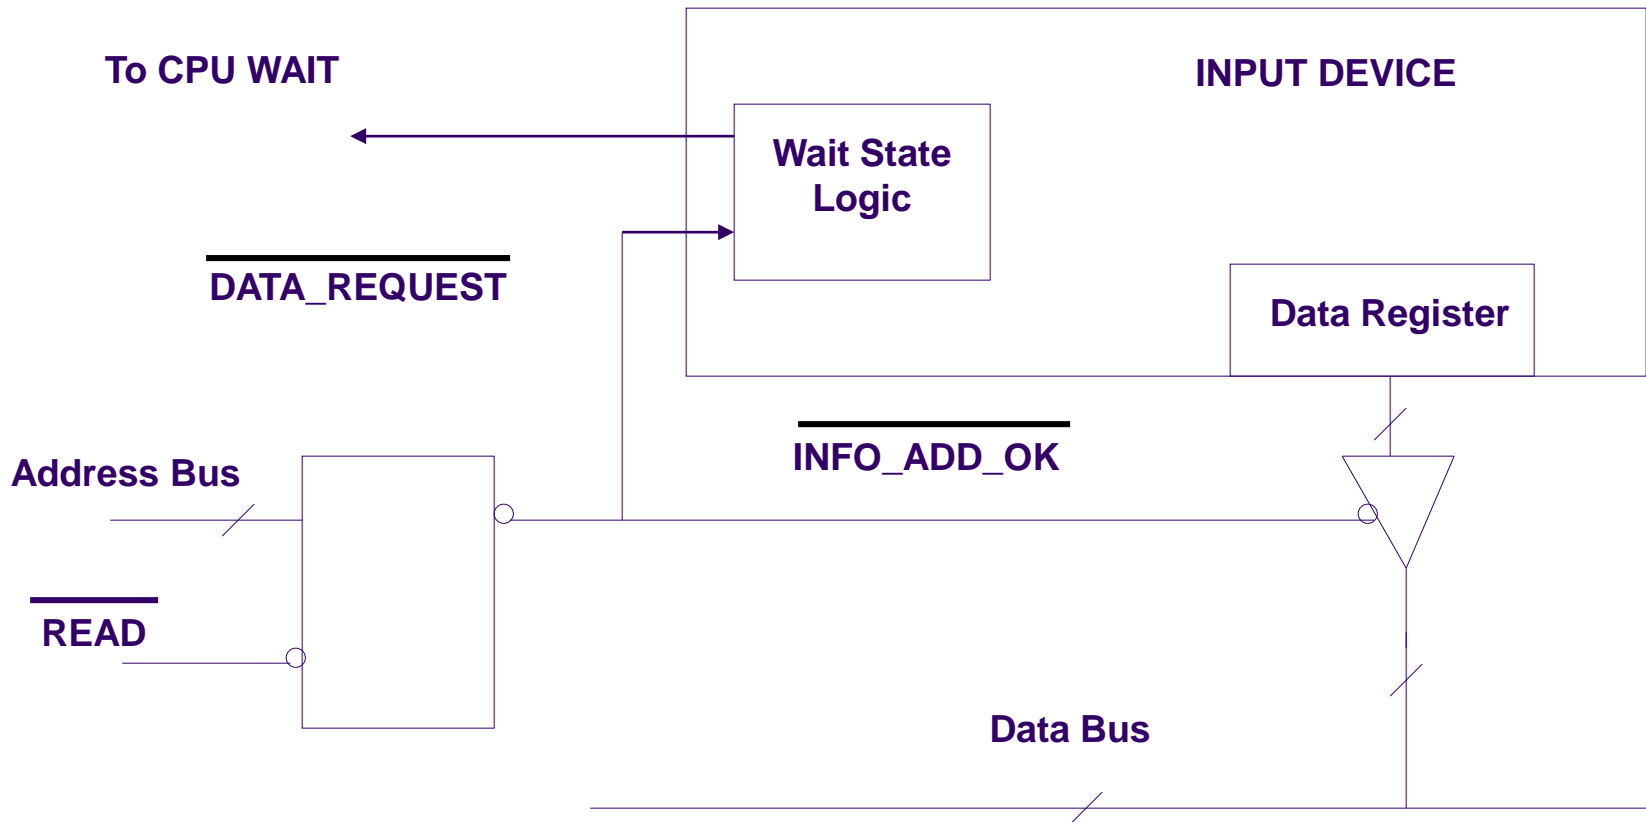 To CPU WAIT
INPUT DEVICE
Wait State
Logic
DATA_REQUEST
Data Register
INFO_ADD_OK
Address Bus
READ
Data Bus